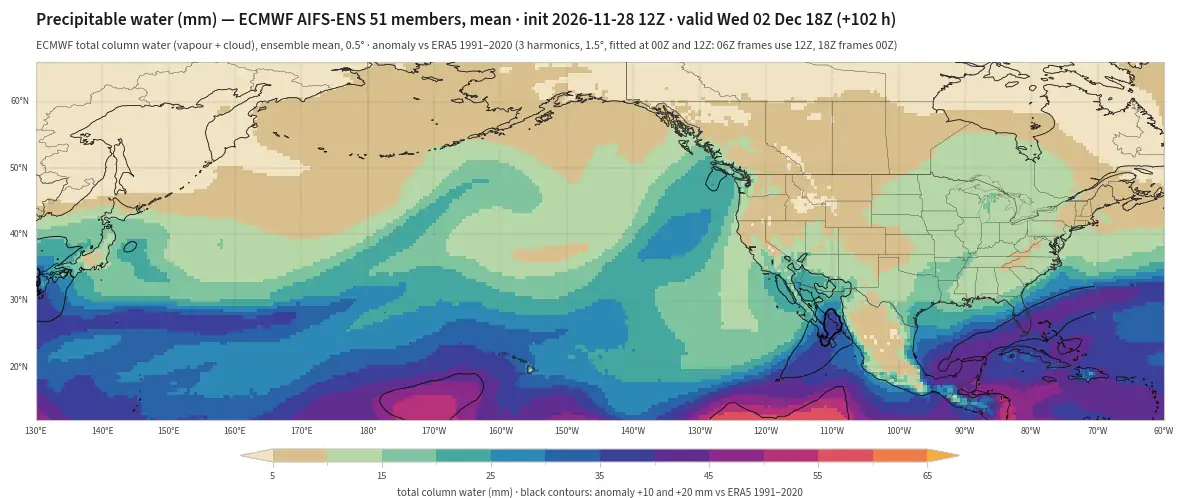 Precipitable water (mm) — ECMWF AIFS-ENS 51 members, mean · init 2026-11-28 12Z · valid Wed 02 Dec 18Z (+102 h)
ECMWF total column water (vapour + cloud), ensemble mean, 0.5° · anomaly vs ERA5 1991–2020 (3 harmonics, 1.5°, fitted at 00Z and 12Z: 06Z frames use 12Z, 18Z frames 00Z)
60°N
50°N
40°N
30°N
20°N
130°E 140°E 150°E 160°E 170°E 180° 170°W 160°W 150°W 140°W 130°W 120°W 110°W 100°W 90°W 80°W 70°W 60°W
5 15 25 35 45 55 65
total column water (mm) · black contours: anomaly +10 and +20 mm vs ERA5 1991–2020